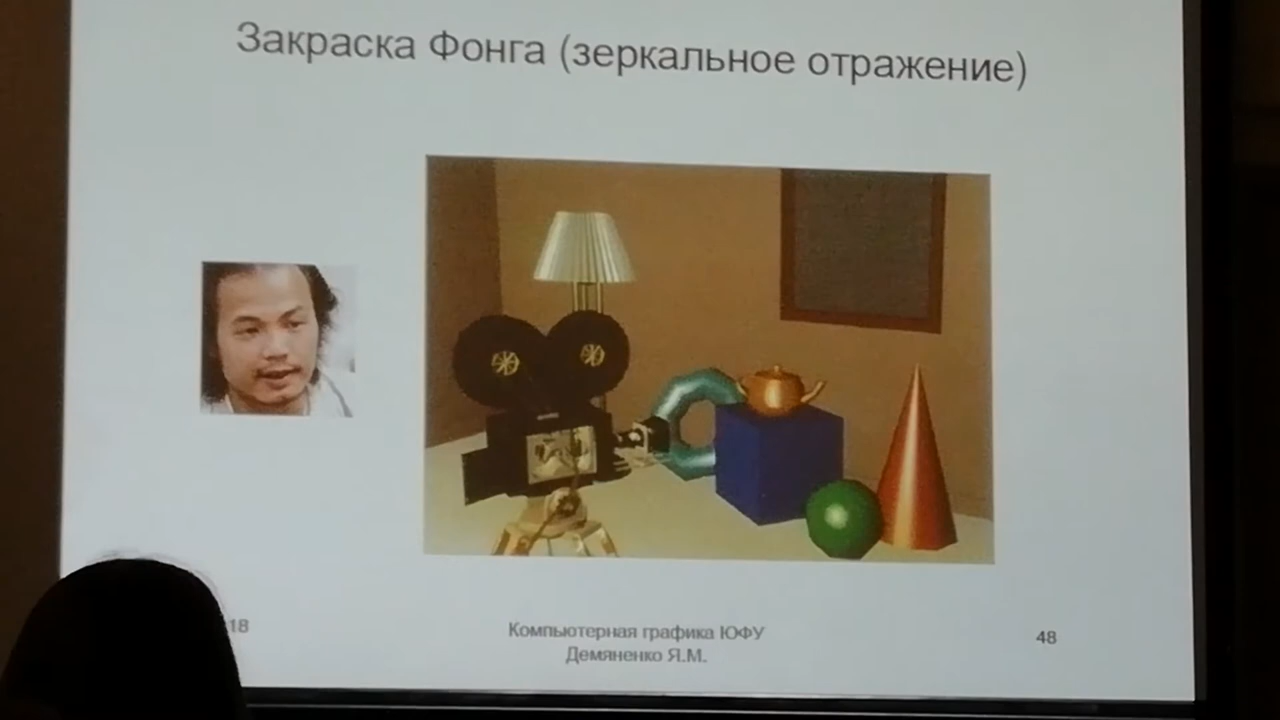 Закраска Фонга (зеркальное отражение)
18
Компьютерная графика ЮФУ
Демяненко Я.М.
48